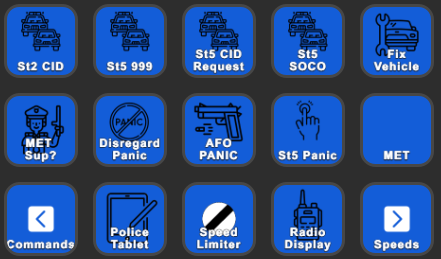 St2 CID
St5 999
St5 CID
Request
St5
SOCO
Fix
Vehicle
MET
Sup?
PANIC
Disregard
Panic
AFO
PANIC
St5 Panic
MET
Commands
Police
Tablet
Speed
Limiter
Radio
Display
Speeds